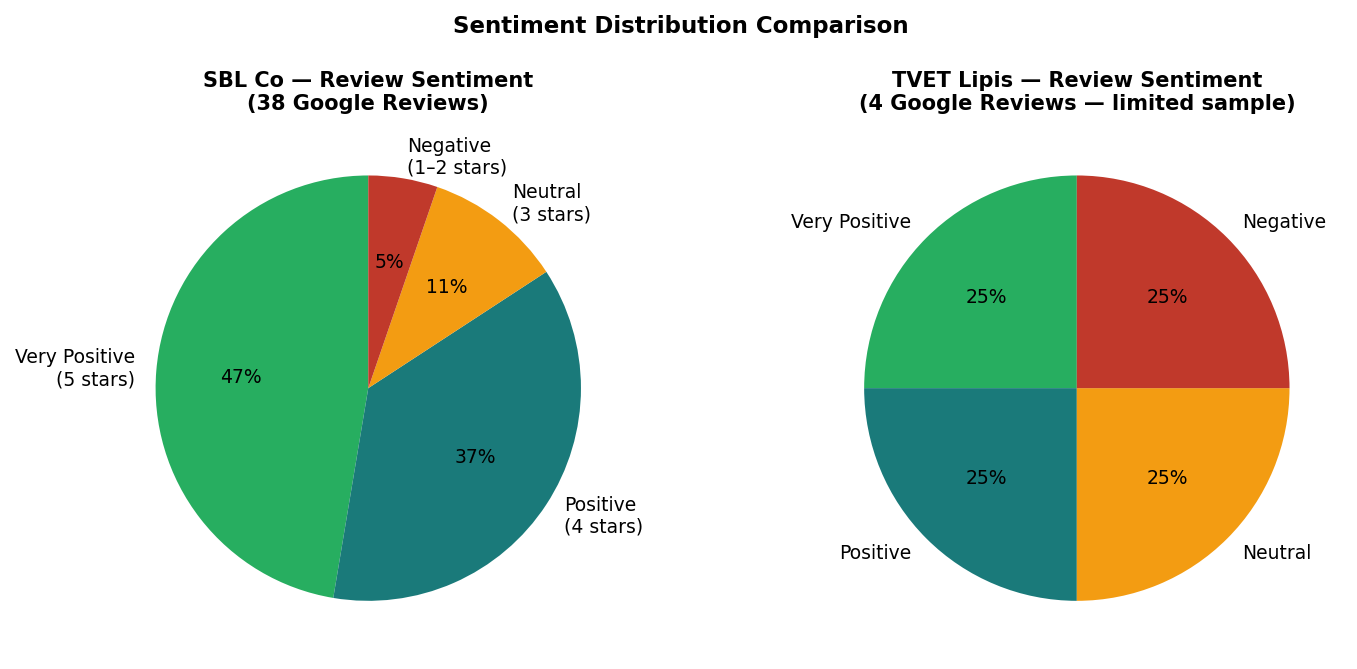 Sentiment Distribution Comparison
SBL Co — Review Sentiment
(38 Google Reviews)
Negative
(1–2 stars)
Neutral
(3 stars)
5%
11%
Very Positive
(5 stars)
47%
37%
Positive
(4 stars)
TVET Lipis — Review Sentiment
(4 Google Reviews — limited sample)
Very Positive
Negative
25%
25%
25%
25%
Positive
Neutral